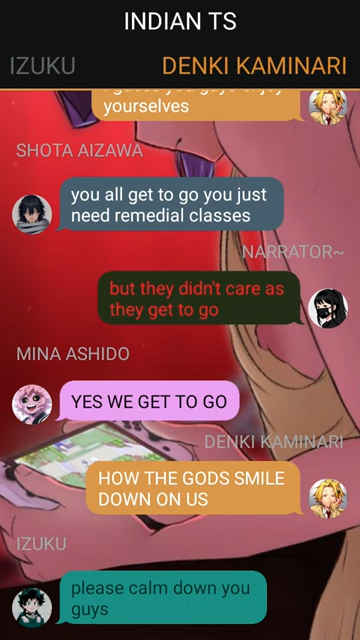 INDIAN TS
IZUKU
DENKI KAMINARI
yourselves
SHOTA AIZAWA
you all get to go you just
need remedial classes
NARRATOR~
but they didn't care as
they get to go
MINA ASHIDO
YES WE GET TO GO
DENKI KAMINARI
HOW THE GODS SMILE
DOWN ON US
IZUKU
please calm down you
guys